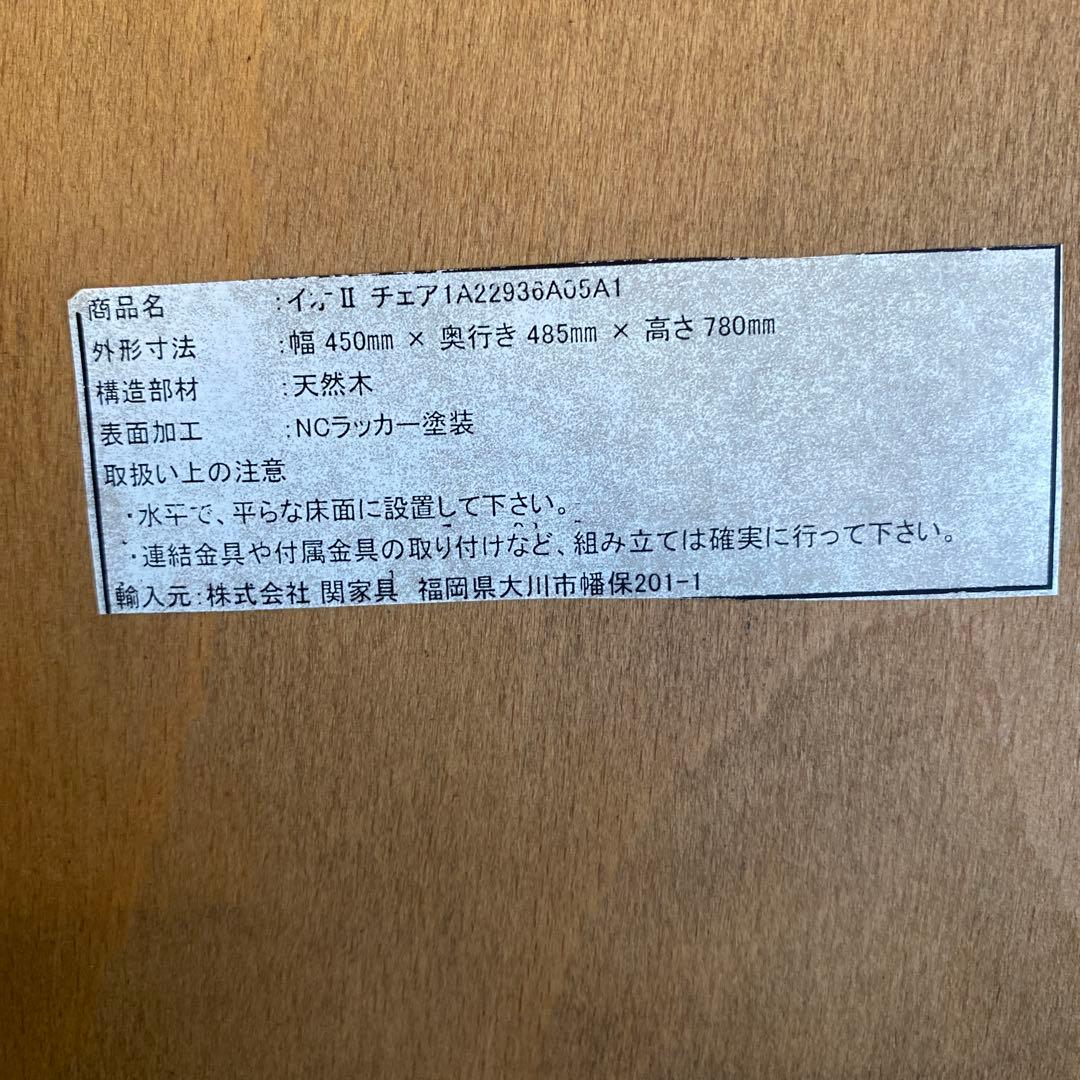 商品名 : II チェア1A22936A05A1
外形寸法 :幅 450mm × 奥行き 485mm × 高さ 780mm
構造部材 :天然木
表面加工 :NCラッカー塗装
取扱い上の注意
・水平で、平らな床面に設置して下さい。
・連結金具や付属金具の取り付けなど、組み立ては確実に行って下さい。
輸入元:株式会社 関家具 福岡県大川市幡保201-1